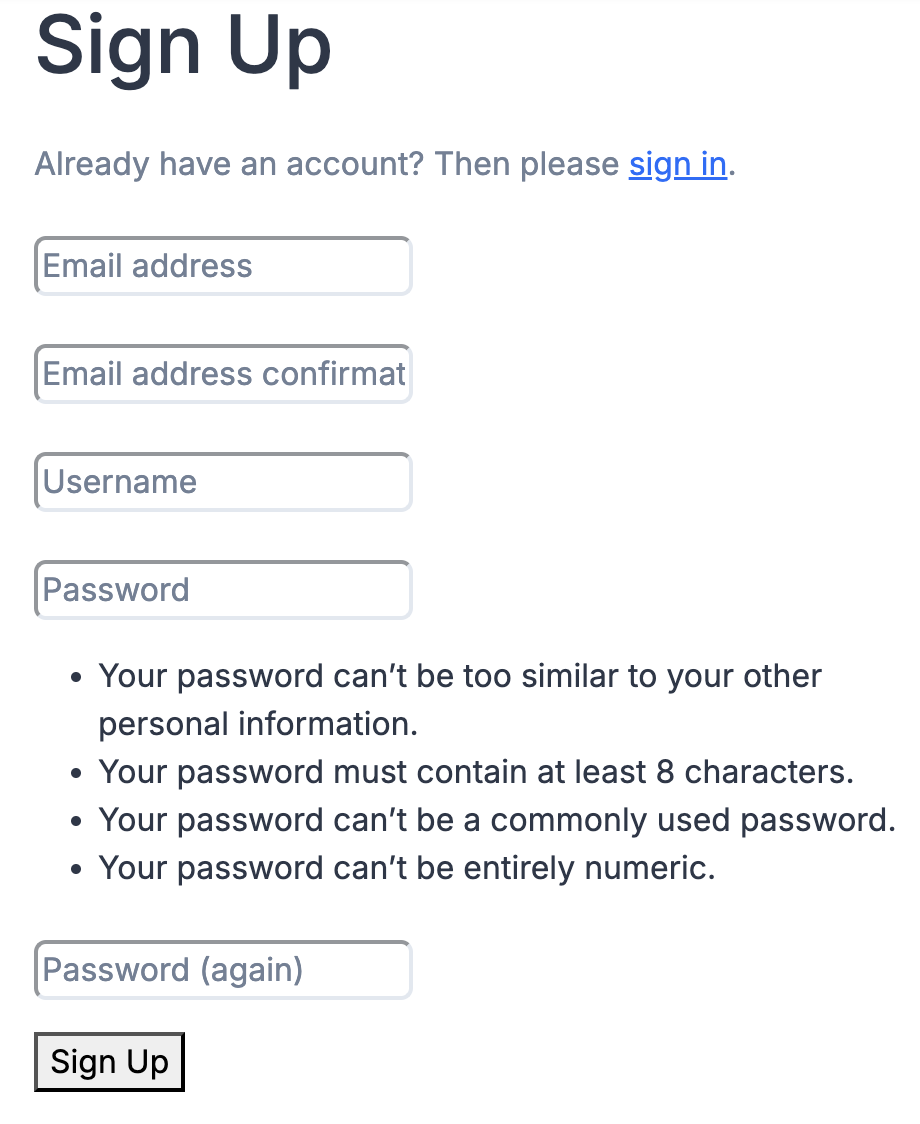 Sign Up
Already have an account? Then please sign in.
Email address
Email address confirmat
Username
Password
• Your password can’t be too similar to your other
personal information.
• Your password must contain at least 8 characters.
• Your password can’t be a commonly used password.
• Your password can’t be entirely numeric.
Password (again)
Sign Up